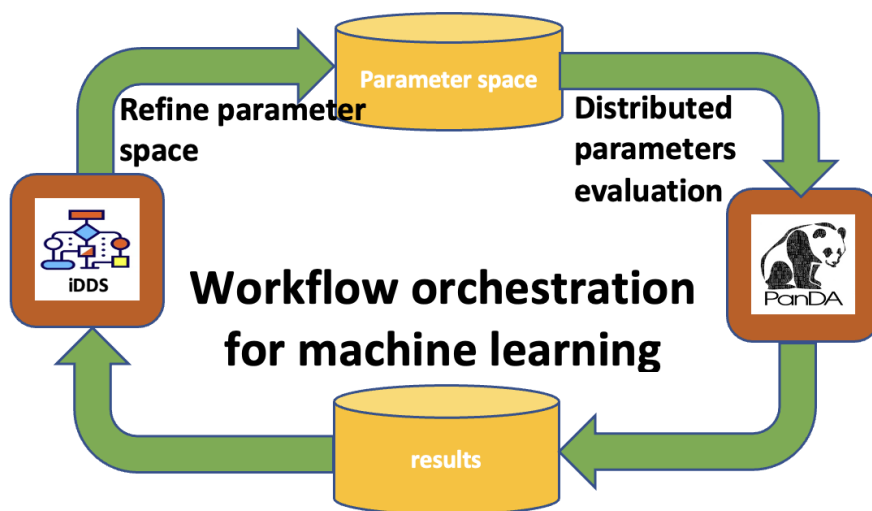 Parameter space
Refine parameter
space
Distributed
parameters
evaluation
iDDS
PanDA
Workflow orchestration
for machine learning
results